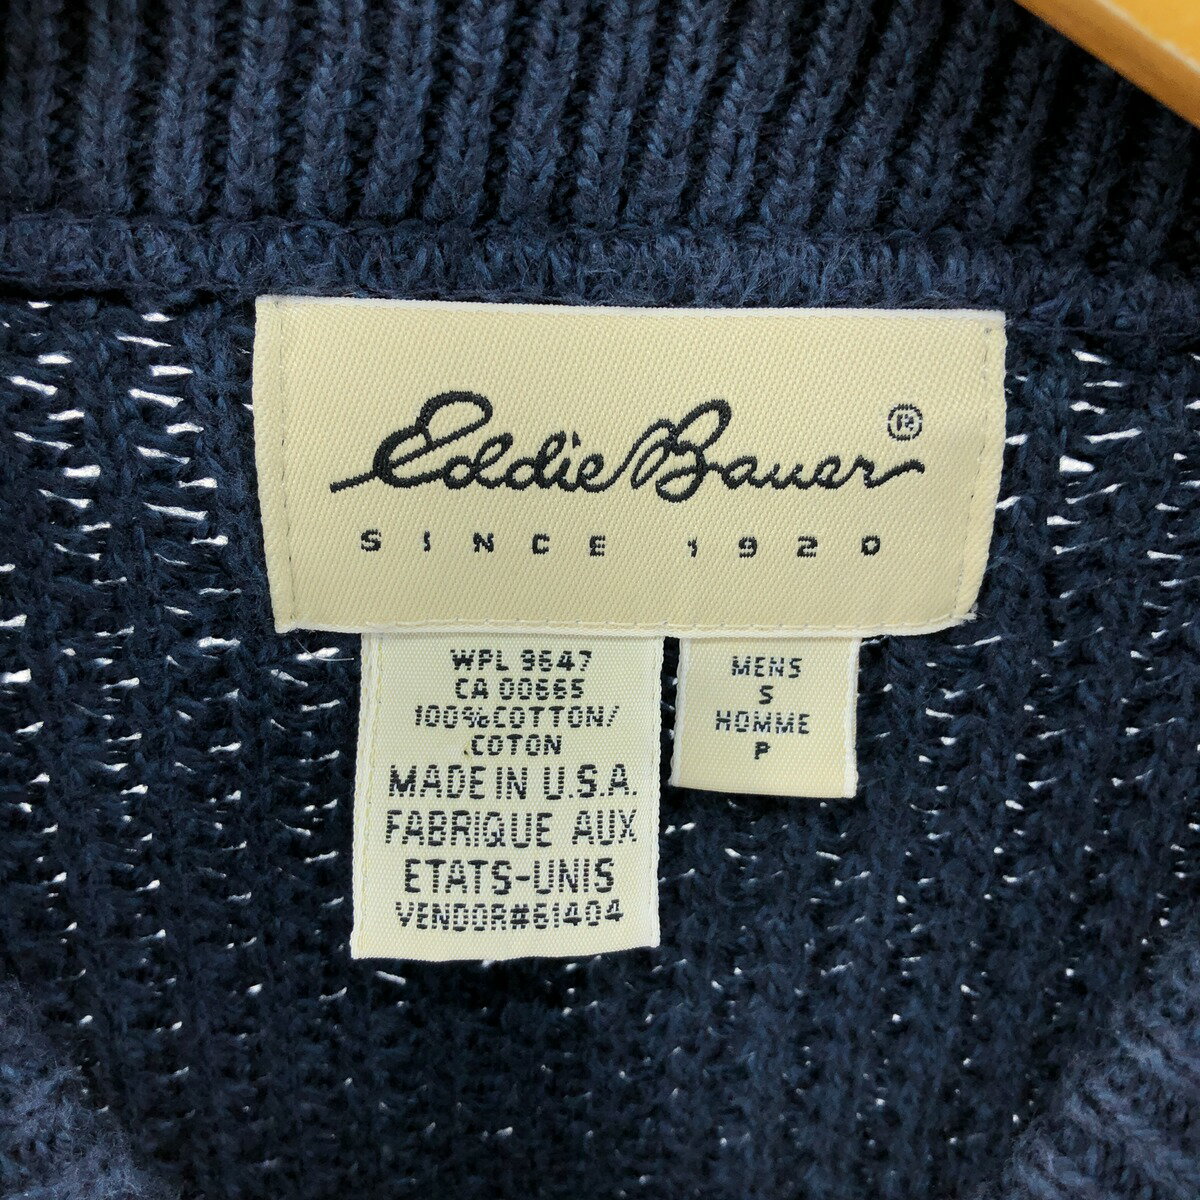 Eddie Bauer ®
SINCE 1920
WPL 9647
CA 00665
100% COTTON/
.COTON
MADE IN U.S.A.
FABRIQUE AUX
ETATS-UNIS
VENDOR#61404
MENS
S
HOMME
P